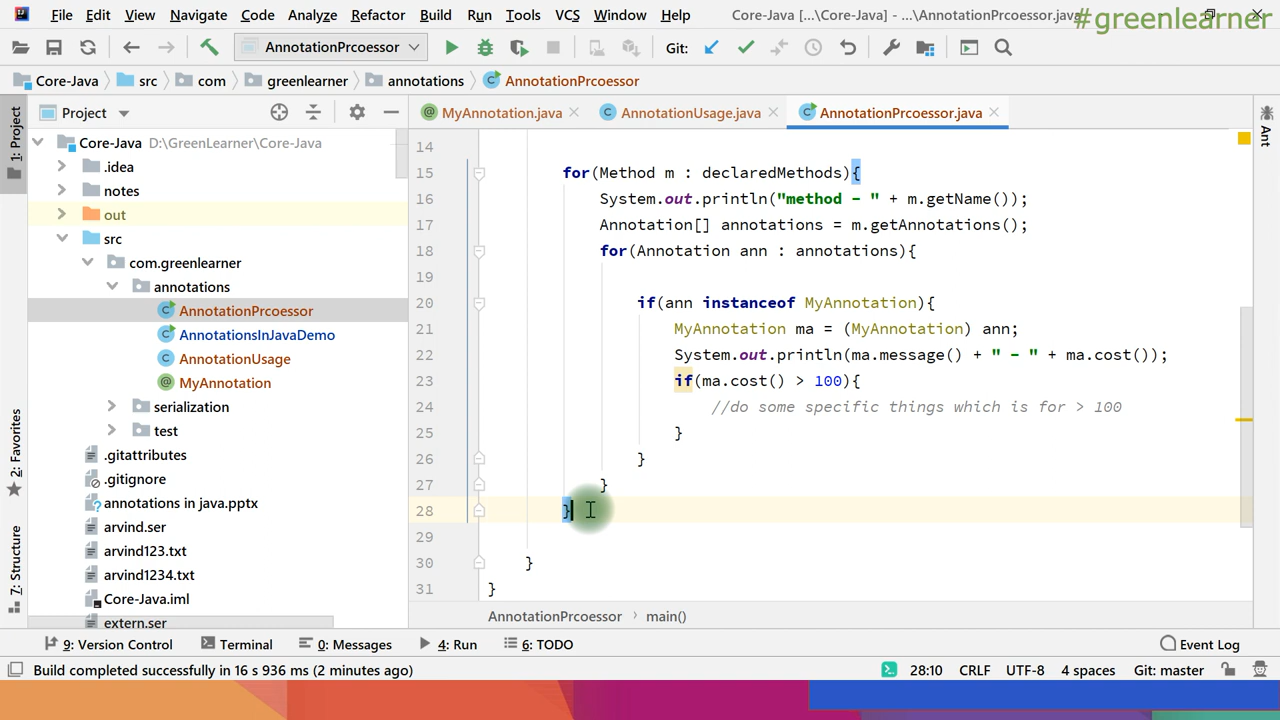 File Edit View Navigate Code Analyze Refactor Build Run Tools VCS Window Help Core-Java [...\Core-Java] - ...\AnnotationPrcoessor.java
#greenlearner
AnnotationPrcoessor Git:
Core-Java src com greenlearner annotations AnnotationPrcoessor
1: Project
2: Favorites
7: Structure
Project
Core-Java D:\GreenLearner\Core-Java
.idea
notes
out
src
com.greenlearner
annotations
AnnotationPrcoessor
AnnotationsInJavaDemo
AnnotationUsage
MyAnnotation
serialization
test
.gitattributes
.gitignore
annotations in java.pptx
arvind.ser
arvind123.txt
arvind1234.txt
Core-Java.iml
extern.ser
MyAnnotation.java AnnotationUsage.java AnnotationPrcoessor.java
14
15 for(Method m : declaredMethods){
16 System.out.println("method - " + m.getName());
17 Annotation[] annotations = m.getAnnotations();
18 for(Annotation ann : annotations){
19
20 if(ann instanceof MyAnnotation){
21 MyAnnotation ma = (MyAnnotation) ann;
22 System.out.println(ma.message() + " - " + ma.cost());
23 if(ma.cost() > 100){
24 //do some specific things which is for > 100
25 }
26 }
27 }
28 }
29
30 }
31 }
AnnotationPrcoessor main()
Ant
9: Version Control Terminal 0: Messages 4: Run 6: TODO Event Log
Build completed successfully in 16 s 936 ms (2 minutes ago) 28:10 CRLF UTF-8 4 spaces Git: master